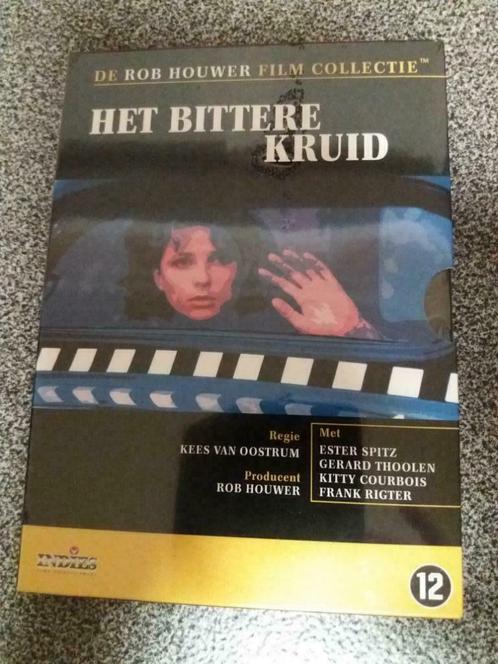 DE ROB HOUWER FILM COLLECTIE™
HET BITTERE
KRUID
Regie
KEES VAN OOSTRUM
Producent
ROB HOUWER
Met
ESTER SPITZ
GERARD THOOLEN
KITTY COURBOIS
FRANK RIGTER
INDIES
12